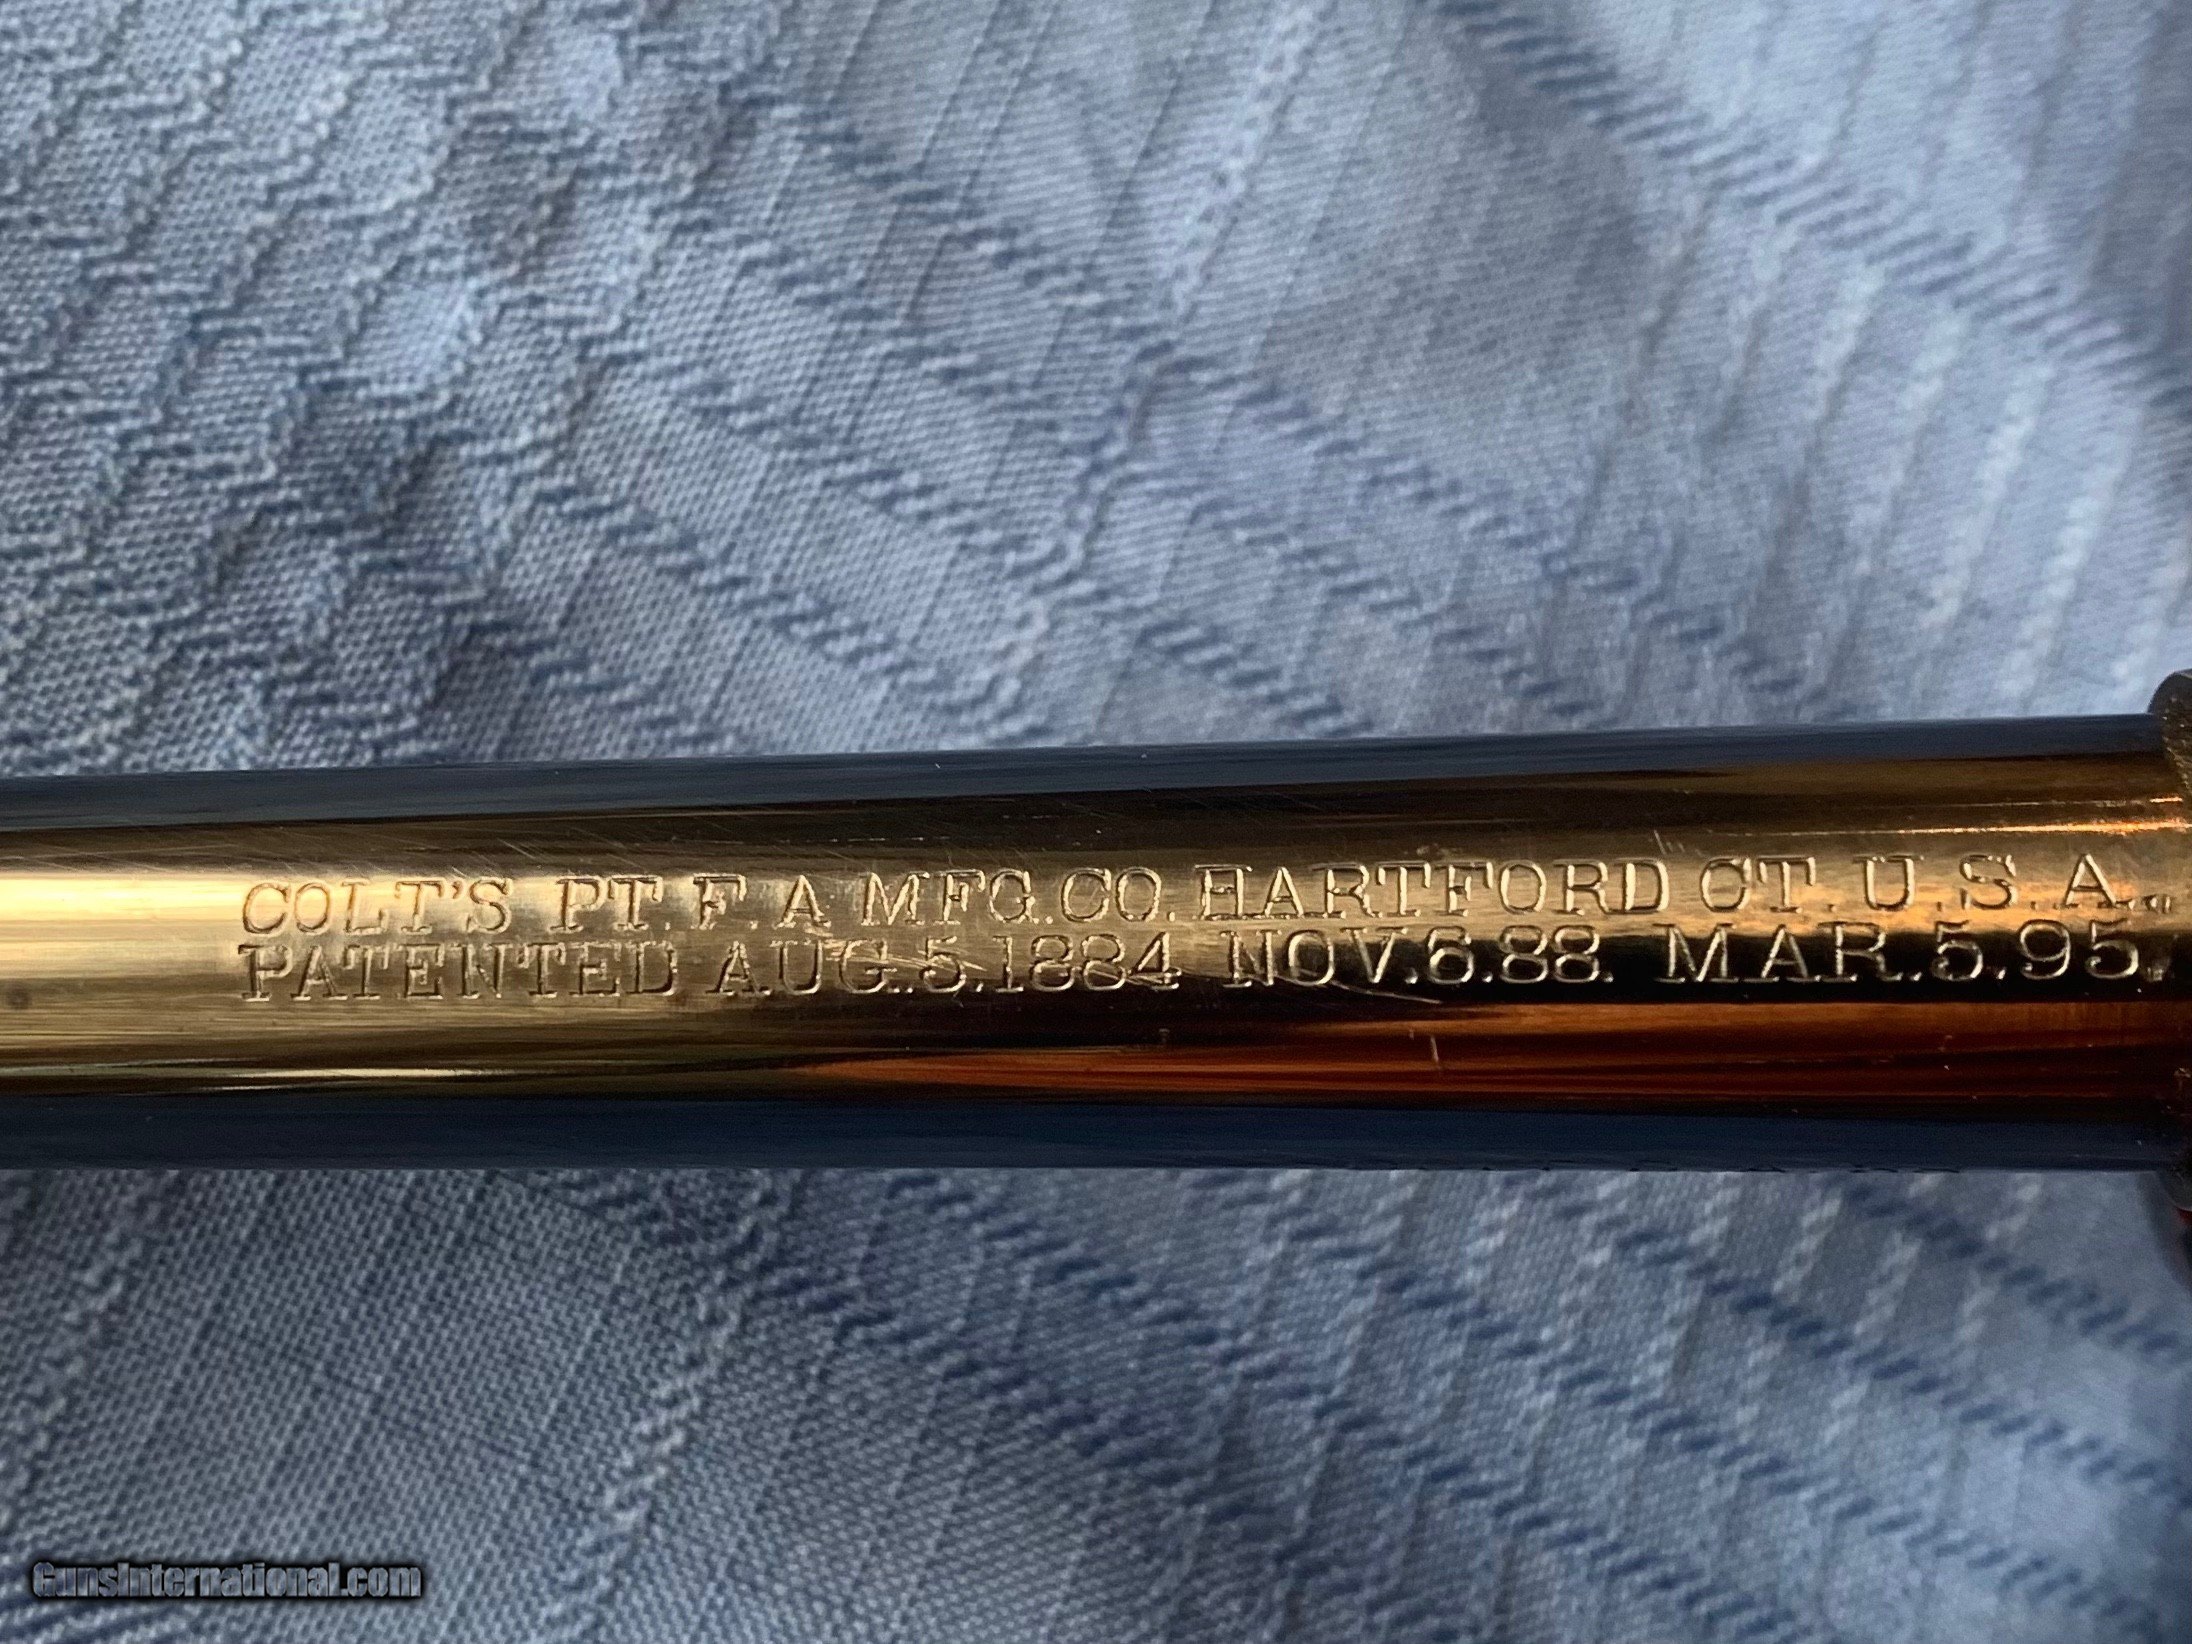 COLT'S PT. F. A MFG. CO. HARTFORD CT. U.S.A.
PATENTED AUG. 5. 1884 NOV. 6. 88. MAR. 5. 95.
GunsInternational.com